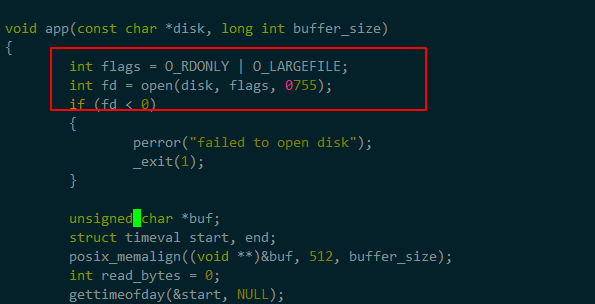 void app(const char *disk, long int buffer_size)
{
int flags = O_RDONLY | O_LARGEFILE;
int fd = open(disk, flags, 0755);
if (fd < 0)
{
perror("failed to open disk");
_exit(1);
}
unsigned char *buf;
struct timeval start, end;
posix_memalign((void **)&buf, 512, buffer_size);
int read_bytes = 0;
gettimeofday(&start, NULL);